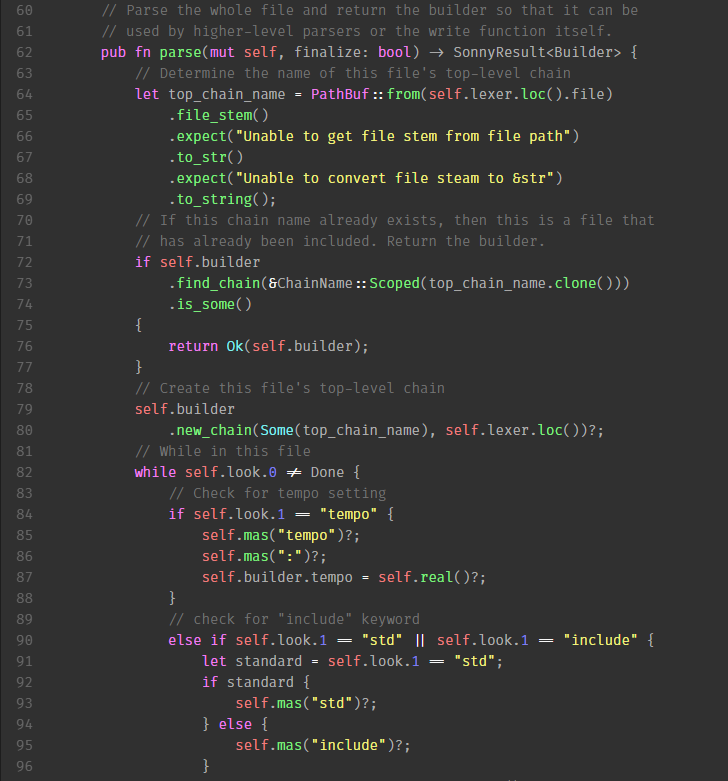 60 // Parse the whole file and return the builder so that it can be
61 // used by higher-level parsers or the write function itself.
62 pub fn parse(mut self, finalize: bool) -> SonnyResult<Builder> {
63 // Determine the name of this file's top-level chain
64 let top_chain_name = PathBuf::from(self.lexer.loc().file)
65 .file_stem()
66 .expect("Unable to get file stem from file path")
67 .to_str()
68 .expect("Unable to convert file steam to &str")
69 .to_string();
70 // If this chain name already exists, then this is a file that
71 // has already been included. Return the builder.
72 if self.builder
73 .find_chain(&ChainName::Scoped(top_chain_name.clone()))
74 .is_some()
75 {
76 return Ok(self.builder);
77 }
78 // Create this file's top-level chain
79 self.builder
80 .new_chain(Some(top_chain_name), self.lexer.loc())?;
81 // While in this file
82 while self.look.0 != Done {
83 // Check for tempo setting
84 if self.look.1 == "tempo" {
85 self.mas("tempo")?;
86 self.mas(":")?;
87 self.builder.tempo = self.real()?;
88 }
89 // check for "include" keyword
90 else if self.look.1 == "std" || self.look.1 == "include" {
91 let standard = self.look.1 == "std";
92 if standard {
93 self.mas("std")?;
94 } else {
95 self.mas("include")?;
96 }